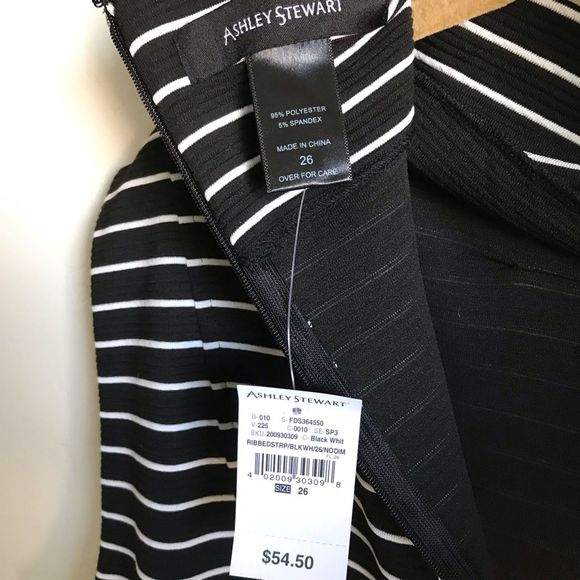 ASHLEY STEWART
95% POLYESTER
5% SPANDEX
MADE IN CHINA
26
OVER FOR CARE
ASHLEY STEWART
D-010 S-FDS364550
V-225 C-0010 SE-SP3
SKU-200930309 C-Black Whit
RIBBEDSTRP/BLKWH/26/NODIM
FL_26
4 02009 30309 8
SIZE 26
$54.50